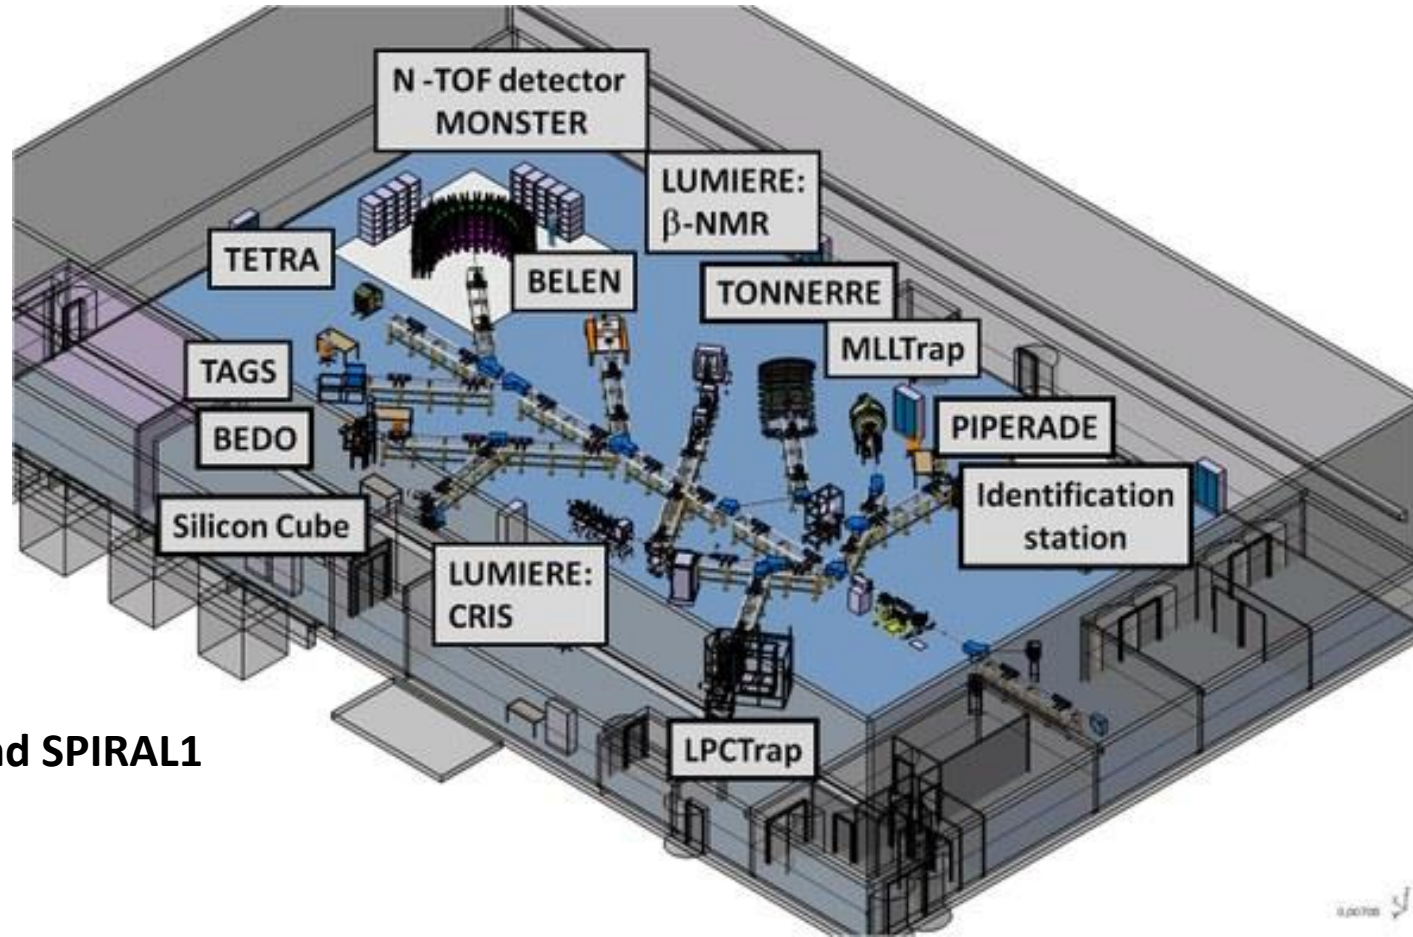 N -TOF detector
MONSTER
LUMIERE:
β-NMR
TETRA
BELEN
TONNERRE
MLLTrap
TAGS
BEDO
PIPERADE
Identification
station
Silicon Cube
LUMIERE:
CRIS
nd SPIRAL1
LPCTrap